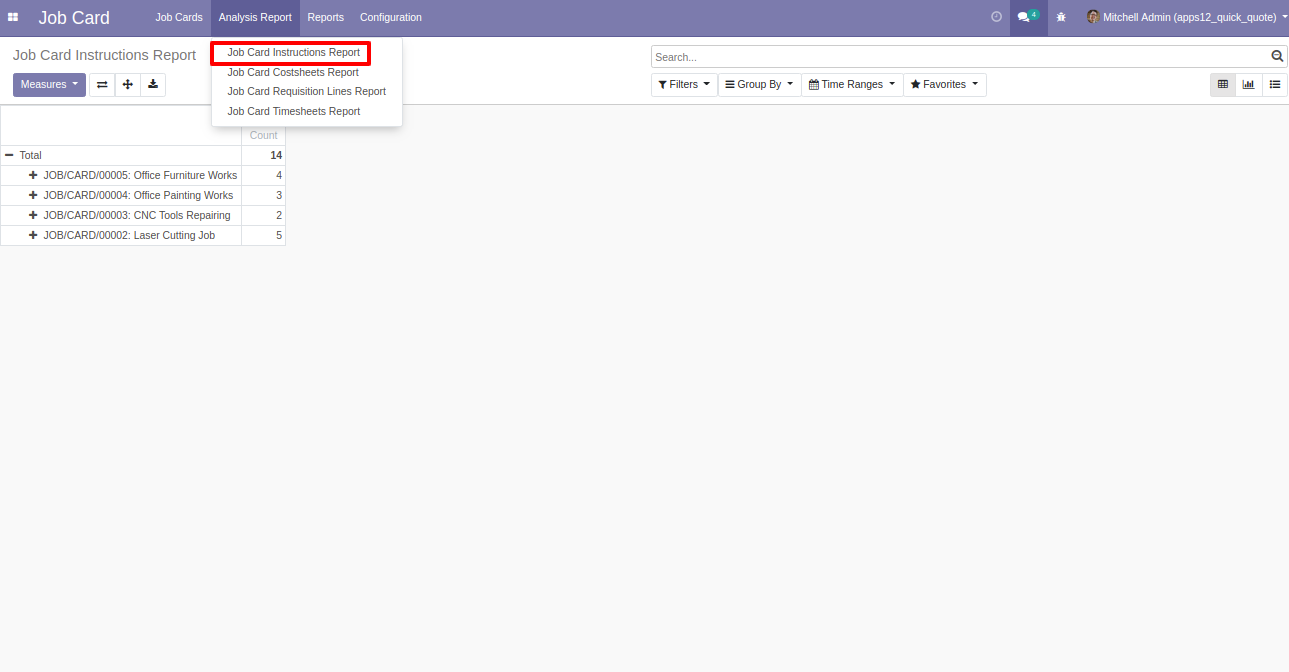 Job Card Job Cards Analysis Report Reports Configuration 4 Mitchell Admin (apps12_quick_quote)
Job Card Instructions Report
Job Card Instructions Report
Job Card Costsheets Report
Job Card Requisition Lines Report
Job Card Timesheets Report
Search...
Measures
Filters Group By Time Ranges Favorites
Count
Total 14
JOB/CARD/00005: Office Furniture Works 4
JOB/CARD/00004: Office Painting Works 3
JOB/CARD/00003: CNC Tools Repairing 2
JOB/CARD/00002: Laser Cutting Job 5